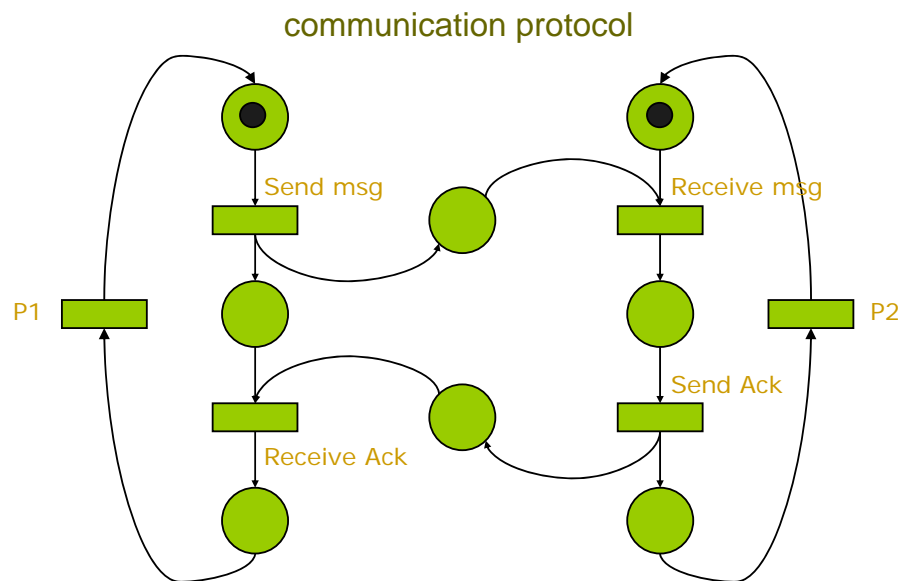 communication protocol
Send msg
Receive msg
P1
P2
Send Ack
Receive Ack